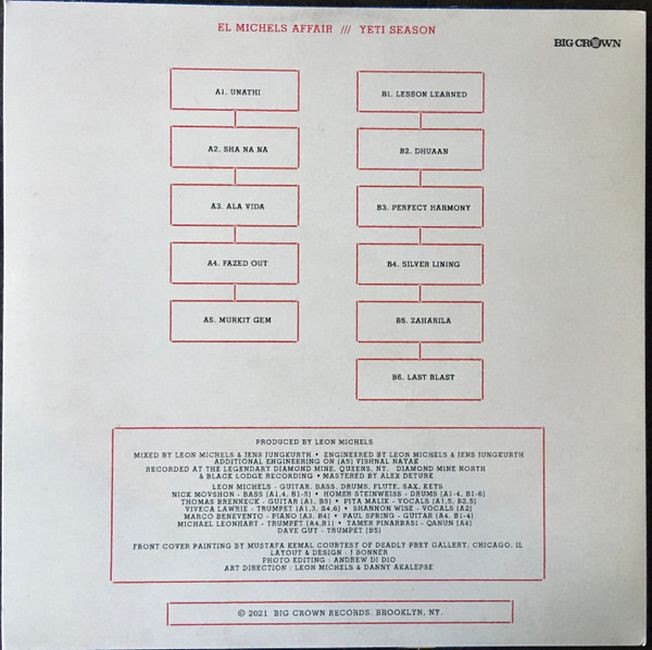 EL MICHELS AFFAIR /// YETI SEASON
BIG CROWN
A1. UNATHI
A2. SHA NA NA
A3. ALA VIDA
A4. FAZED OUT
A5. MURKIT GEM
B1. LESSON LEARNED
B2. DHUAAN
B3. PERFECT HARMONY
B4. SILVER LINING
B5. ZAHARILA
B6. LAST BLAST
PRODUCED BY LEON MICHELS
MIXED BY LEON MICHELS & JENS JUNGKURTH • ENGINEERED BY LEON MICHELS & JENS JUNGKURTH
ADDITIONAL ENGINEERING ON [A5] VISHNAL NAYAK
RECORDED AT THE LEGENDARY DIAMOND MINE, QUEENS, NY. DIAMOND MINE NORTH
& BLACK LODGE RECORDING • MASTERED BY ALEX DETURK
LEON MICHELS - GUITAR, BASS, DRUMS, FLUTE, SAX, KEYS
NICK MOVSHON - BASS [A1,4, B1-5] • HOMER STEINWEISS - DRUMS [A1-4, B1-6]
THOMAS BRENNECK - GUITAR [A1, B5] • PIYA MALIK - VOCALS [A1,5, B2,5]
VIVECA LAWRIE - TRUMPET [A1,3, B4,6] • SHANNON WISE - VOCALS [A2]
MARCO BENEVENTO - PIANO [A3, B4] • PAUL SPRING - GUITAR [A4, B1-4]
MICHAEL LEONHART - TRUMPET [A4,B1] • TAMER PINARBASI - QANUN [A4]
DAVE GUY - TRUMPET [B5]
FRONT COVER PAINTING BY MUSTAFA KEMAL COURTESY OF DEADLY PREY GALLERY, CHICAGO, IL
LAYOUT & DESIGN : J BONNER
PHOTO EDITING : ANDREW DI DIO
ART DIRECTION : LEON MICHELS & DANNY AKALEPSE
© 2021 BIG CROWN RECORDS. BROOKLYN, NY.